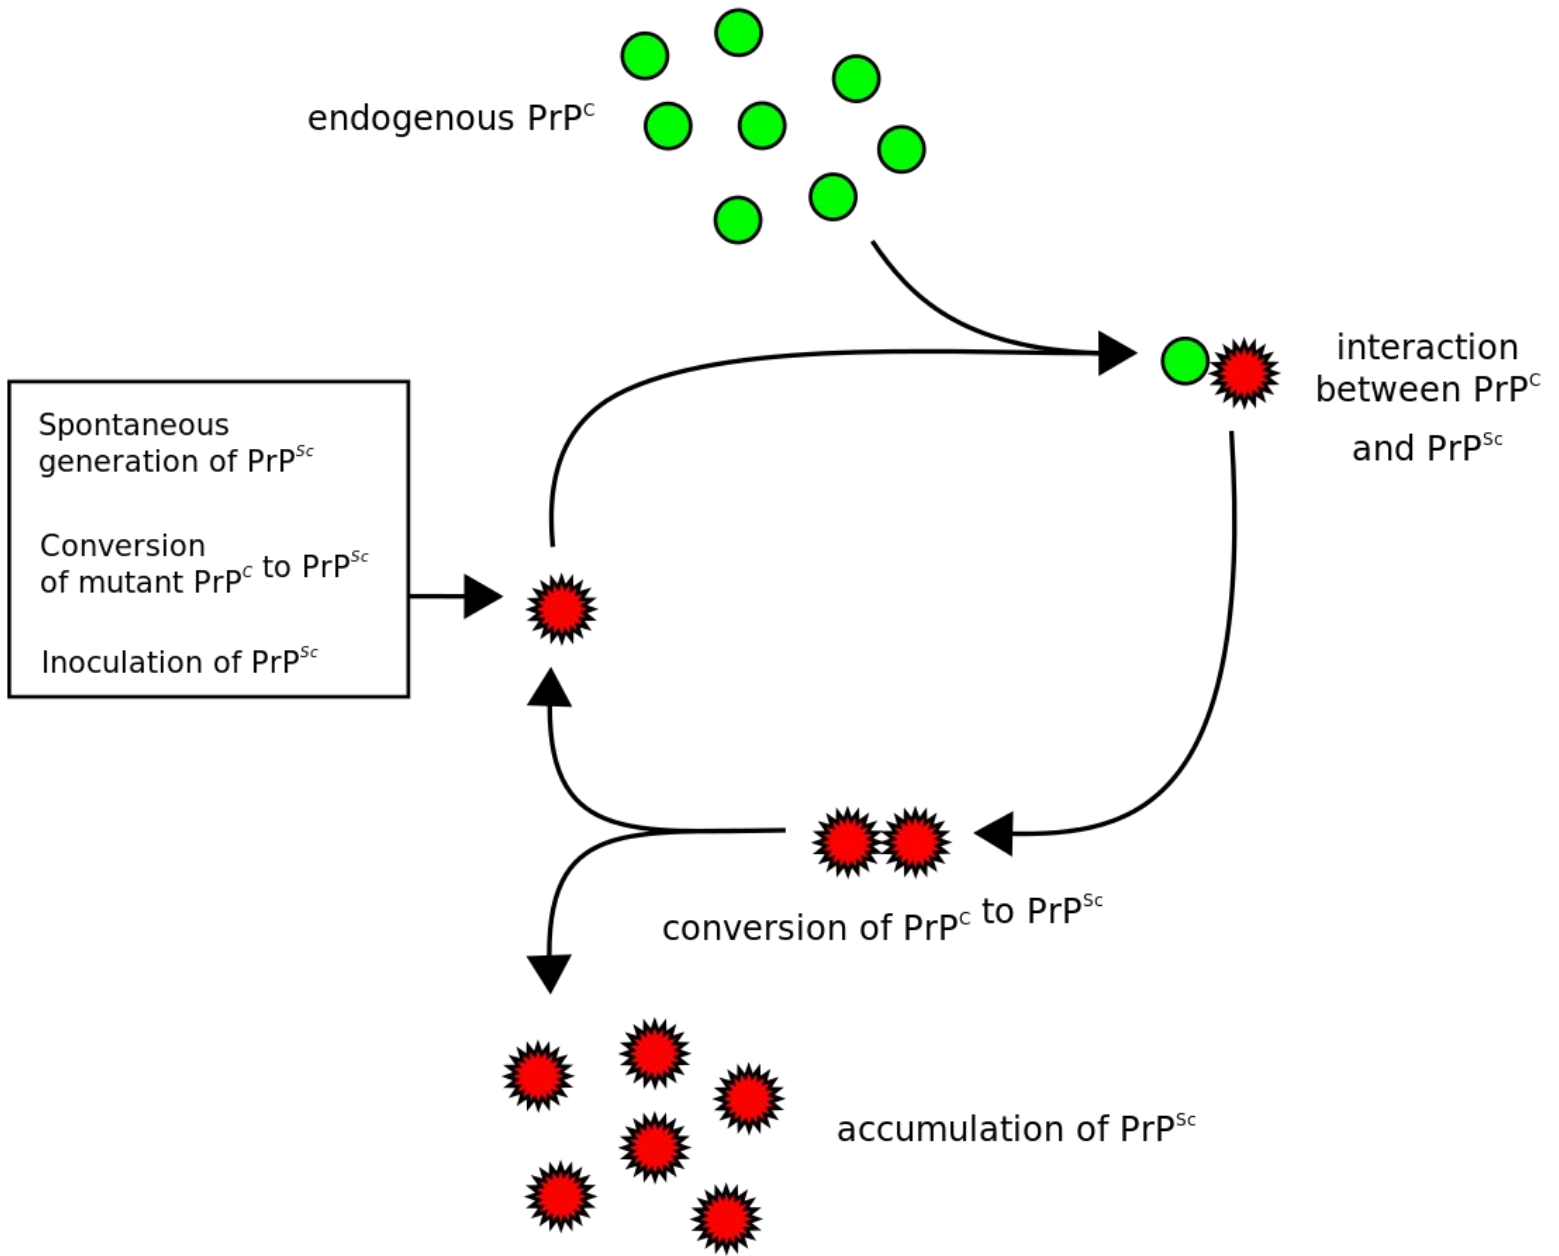 endogenous PrPᶜ
interaction
between PrPᶜ
and PrPˢᶜ
Spontaneous
generation of PrPˢᶜ
Conversion
of mutant PrPᶜ to PrPˢᶜ
Inoculation of PrPˢᶜ
conversion of PrPᶜ to PrPˢᶜ
accumulation of PrPˢᶜ